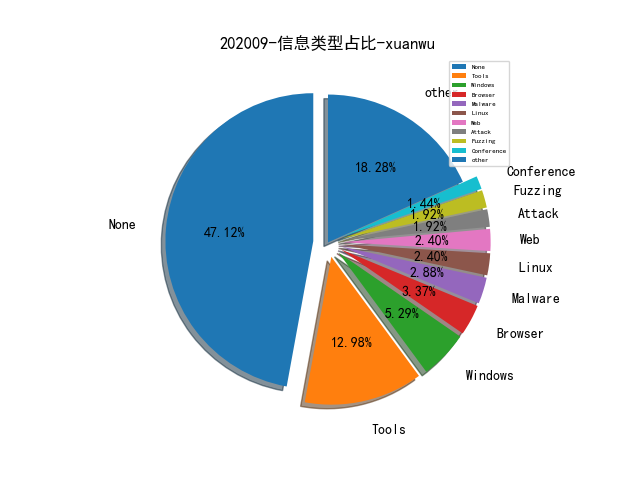 202009-信息类型占比-xuanwu
None
Tools
Windows
Browser
Malware
Linux
Web
Attack
Fuzzing
Conference
other
other
18.28%
Conference
1.44%
Fuzzing
1.92%
Attack
1.92%
Web
2.40%
Linux
2.40%
Malware
2.88%
Browser
3.37%
Windows
5.29%
Tools
12.98%
None
47.12%